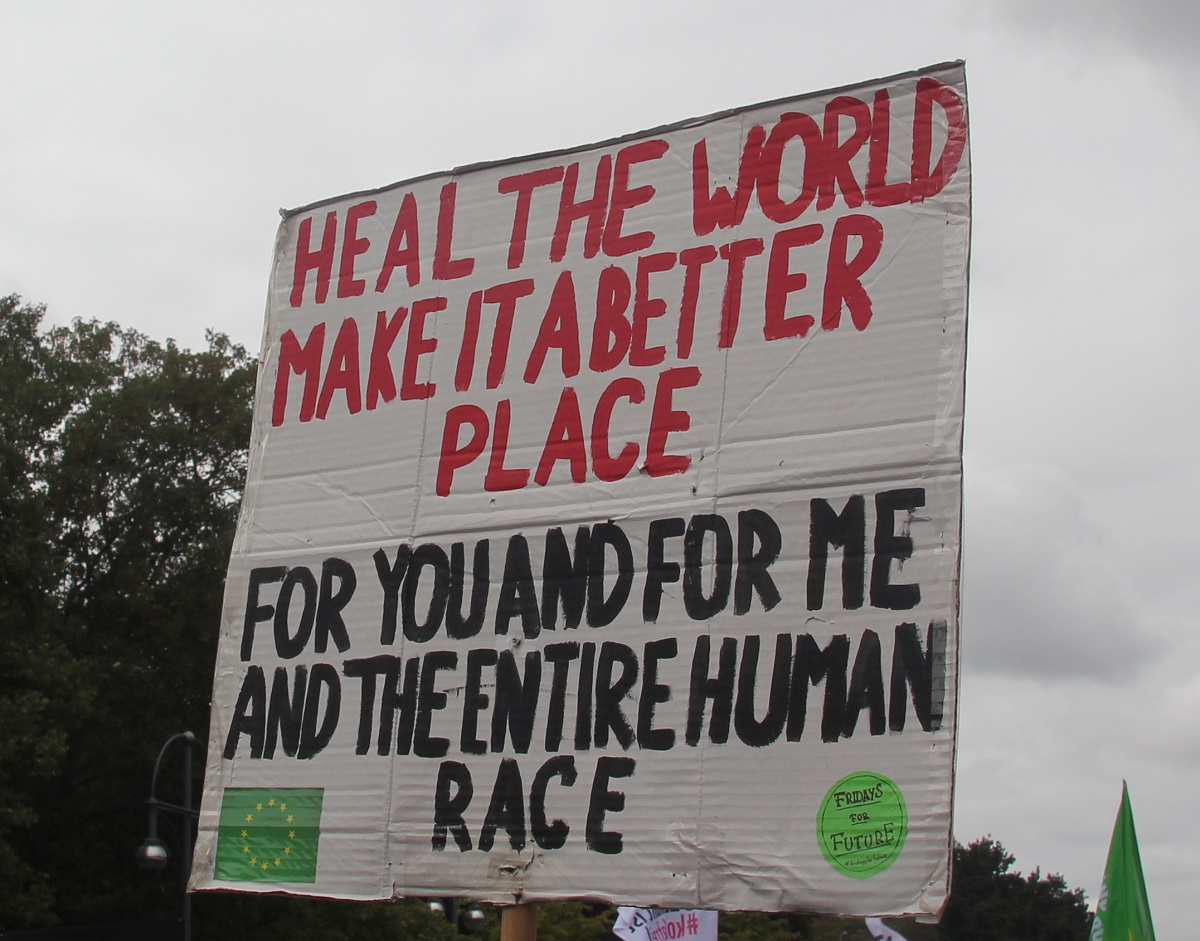 HEAL THE WORLD
MAKE IT A BETTER
PLACE
FOR YOU AND FOR ME
AND THE ENTIRE HUMAN
RACE
FRIDAYS
FOR
FUTURE